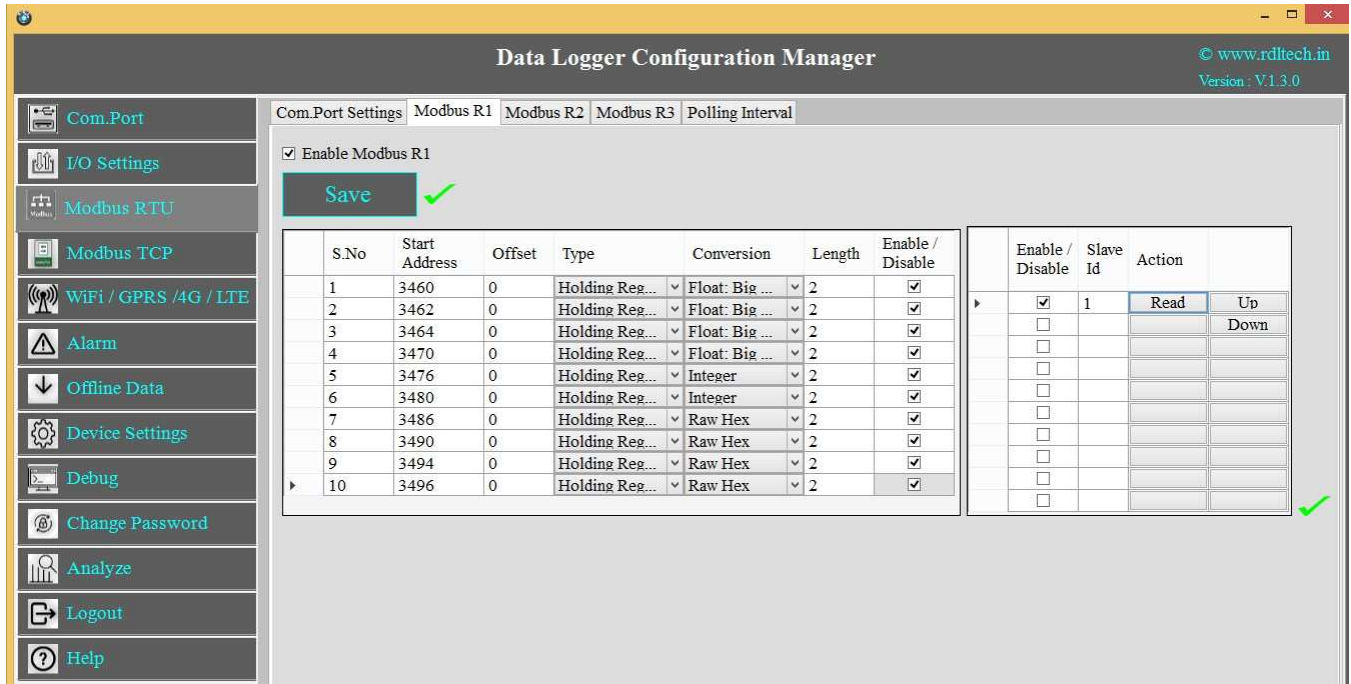 Data Logger Configuration Manager
© www.rdltech.in
Version : V.1.3.0
Com.Port
I/O Settings
Modbus RTU
Modbus TCP
WiFi / GPRS /4G / LTE
Alarm
Offline Data
Device Settings
Debug
Change Password
Analyze
Logout
Help
Com.Port Settings Modbus R1 Modbus R2 Modbus R3 Polling Interval
Enable Modbus R1
Save
S.No Start Address Offset Type Conversion Length Enable / Disable
1 3460 0 Holding Reg... Float: Big ... 2
2 3462 0 Holding Reg... Float: Big ... 2
3 3464 0 Holding Reg... Float: Big ... 2
4 3470 0 Holding Reg... Float: Big ... 2
5 3476 0 Holding Reg... Integer 2
6 3480 0 Holding Reg... Integer 2
7 3486 0 Holding Reg... Raw Hex 2
8 3490 0 Holding Reg... Raw Hex 2
9 3494 0 Holding Reg... Raw Hex 2
10 3496 0 Holding Reg... Raw Hex 2
Enable / Disable Slave Id Action
1 Read Up
Down